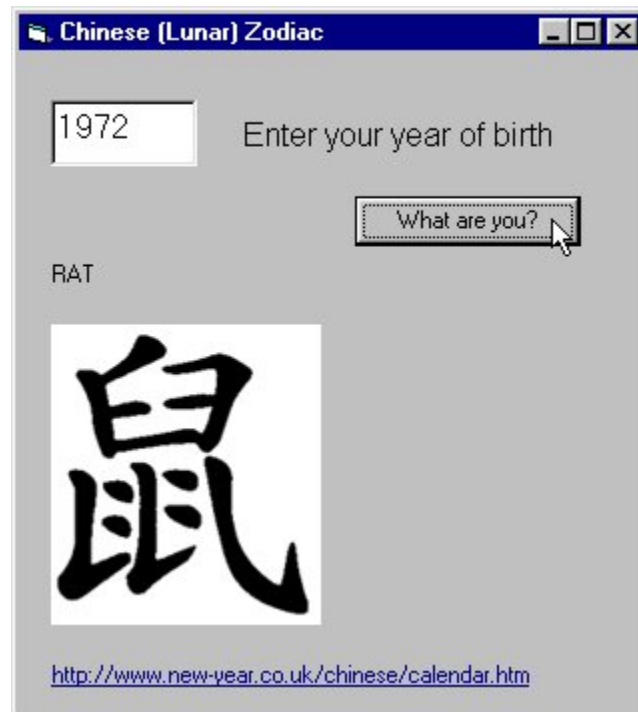 Chinese (Lunar) Zodiac
1972
Enter your year of birth
What are you?
RAT
鼠
http://www.new-year.co.uk/chinese/calendar.htm